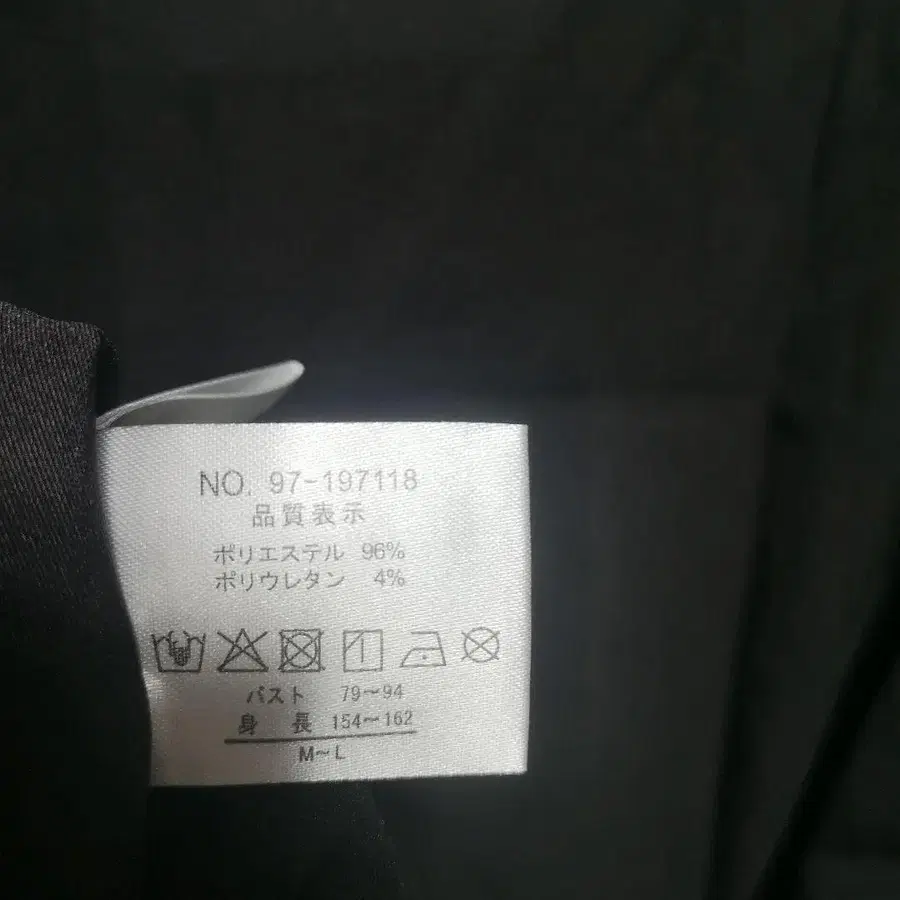 NO. 97-197118
品質表示
ポリエステル 96%
ポリウレタン 4%
バスト 79~94
身 長 154~162
M~L